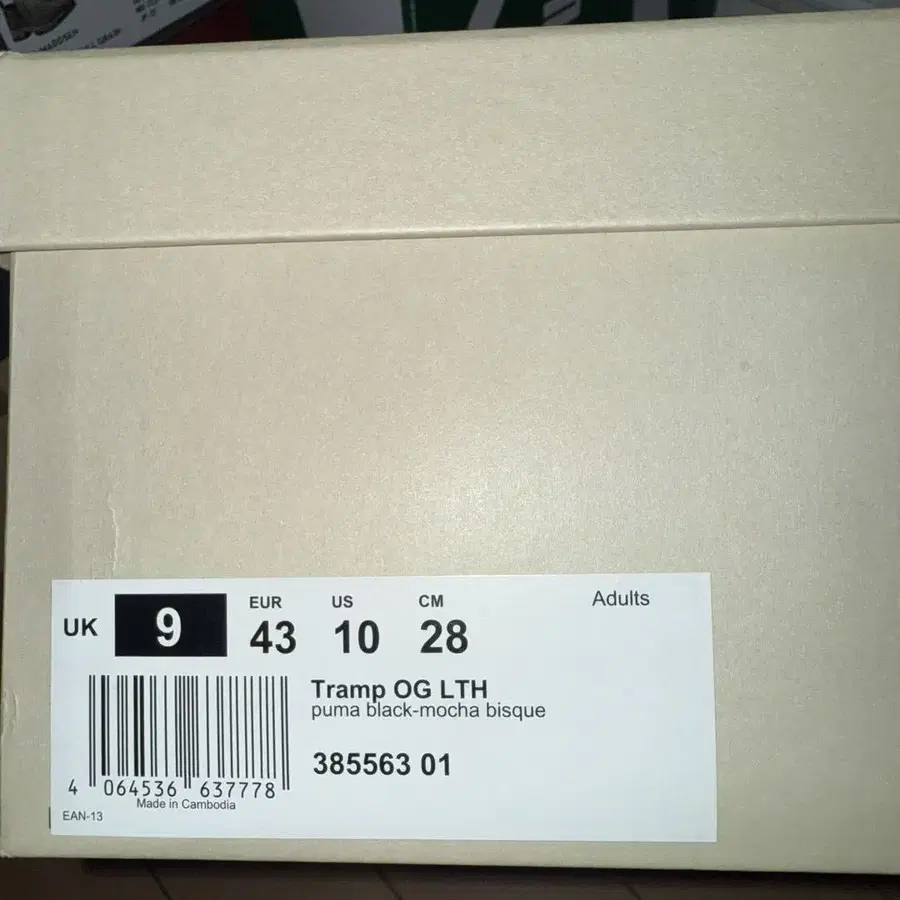 UK 9
EUR US CM
43 10 28
Adults
Tramp OG LTH
puma black-mocha bisque
385563 01
4 064536 637778
Made in Cambodia
EAN-13